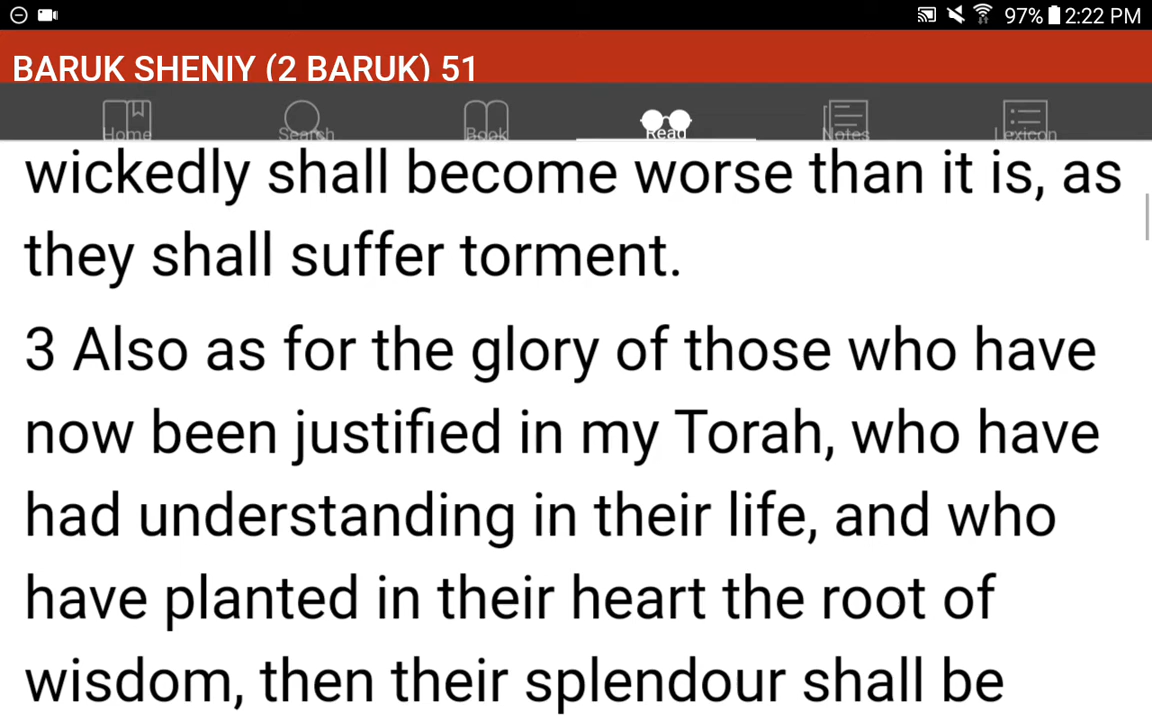 97% 2:22 PM
BARUK SHENIY (2 BARUK) 51
Home Search Book Read Notes Lexicon
wickedly shall become worse than it is, as
they shall suffer torment.
3 Also as for the glory of those who have
now been justified in my Torah, who have
had understanding in their life, and who
have planted in their heart the root of
wisdom, then their splendour shall be